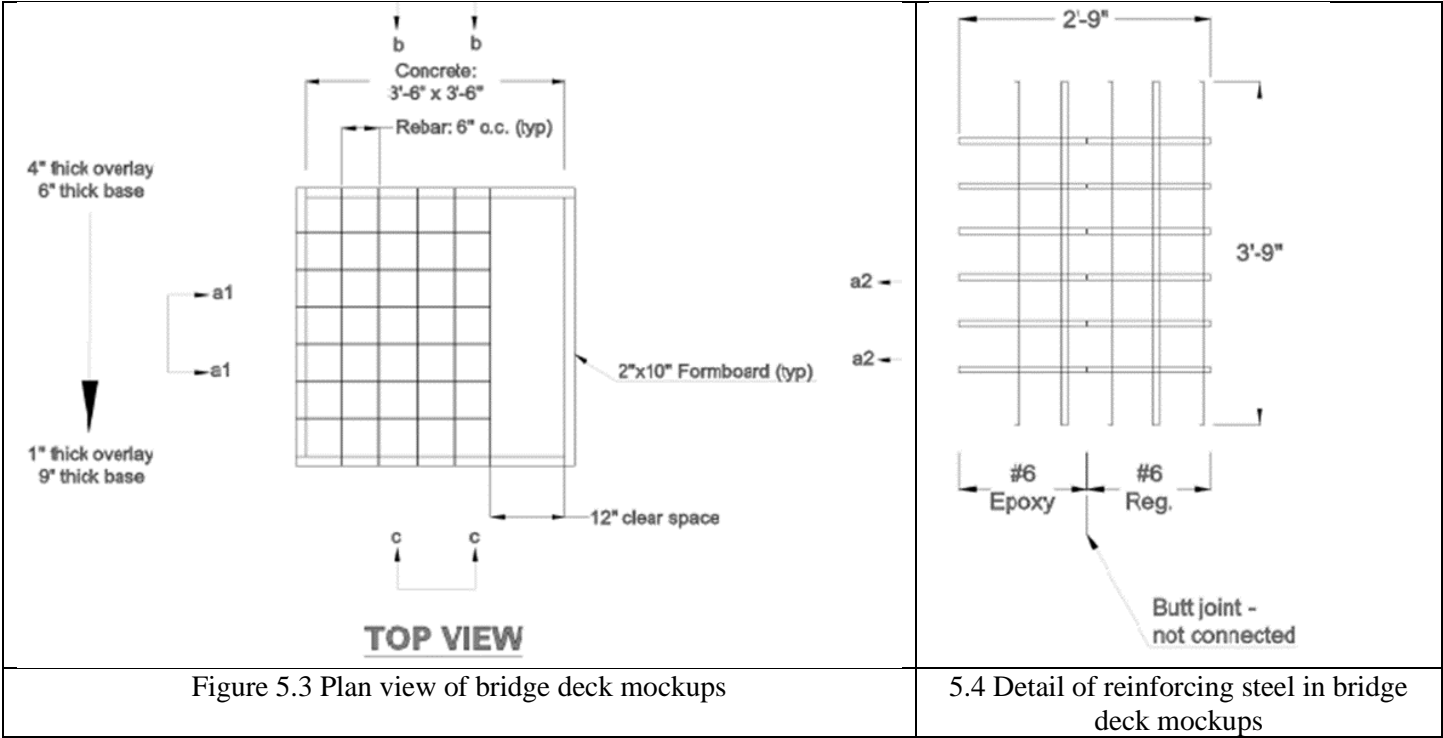 b b
Concrete:
3'-6" x 3'-6"
Rebar: 6" o.c. (typ)
4" thick overlay
6" thick base
a1
a1
2"x10" Formboard (typ)
1" thick overlay
9" thick base
12" clear space
c c
TOP VIEW
Figure 5.3 Plan view of bridge deck mockups
2'-9"
a2
a2
3'-9"
#6 #6
Epoxy Reg.
Butt joint -
not connected
5.4 Detail of reinforcing steel in bridge
deck mockups